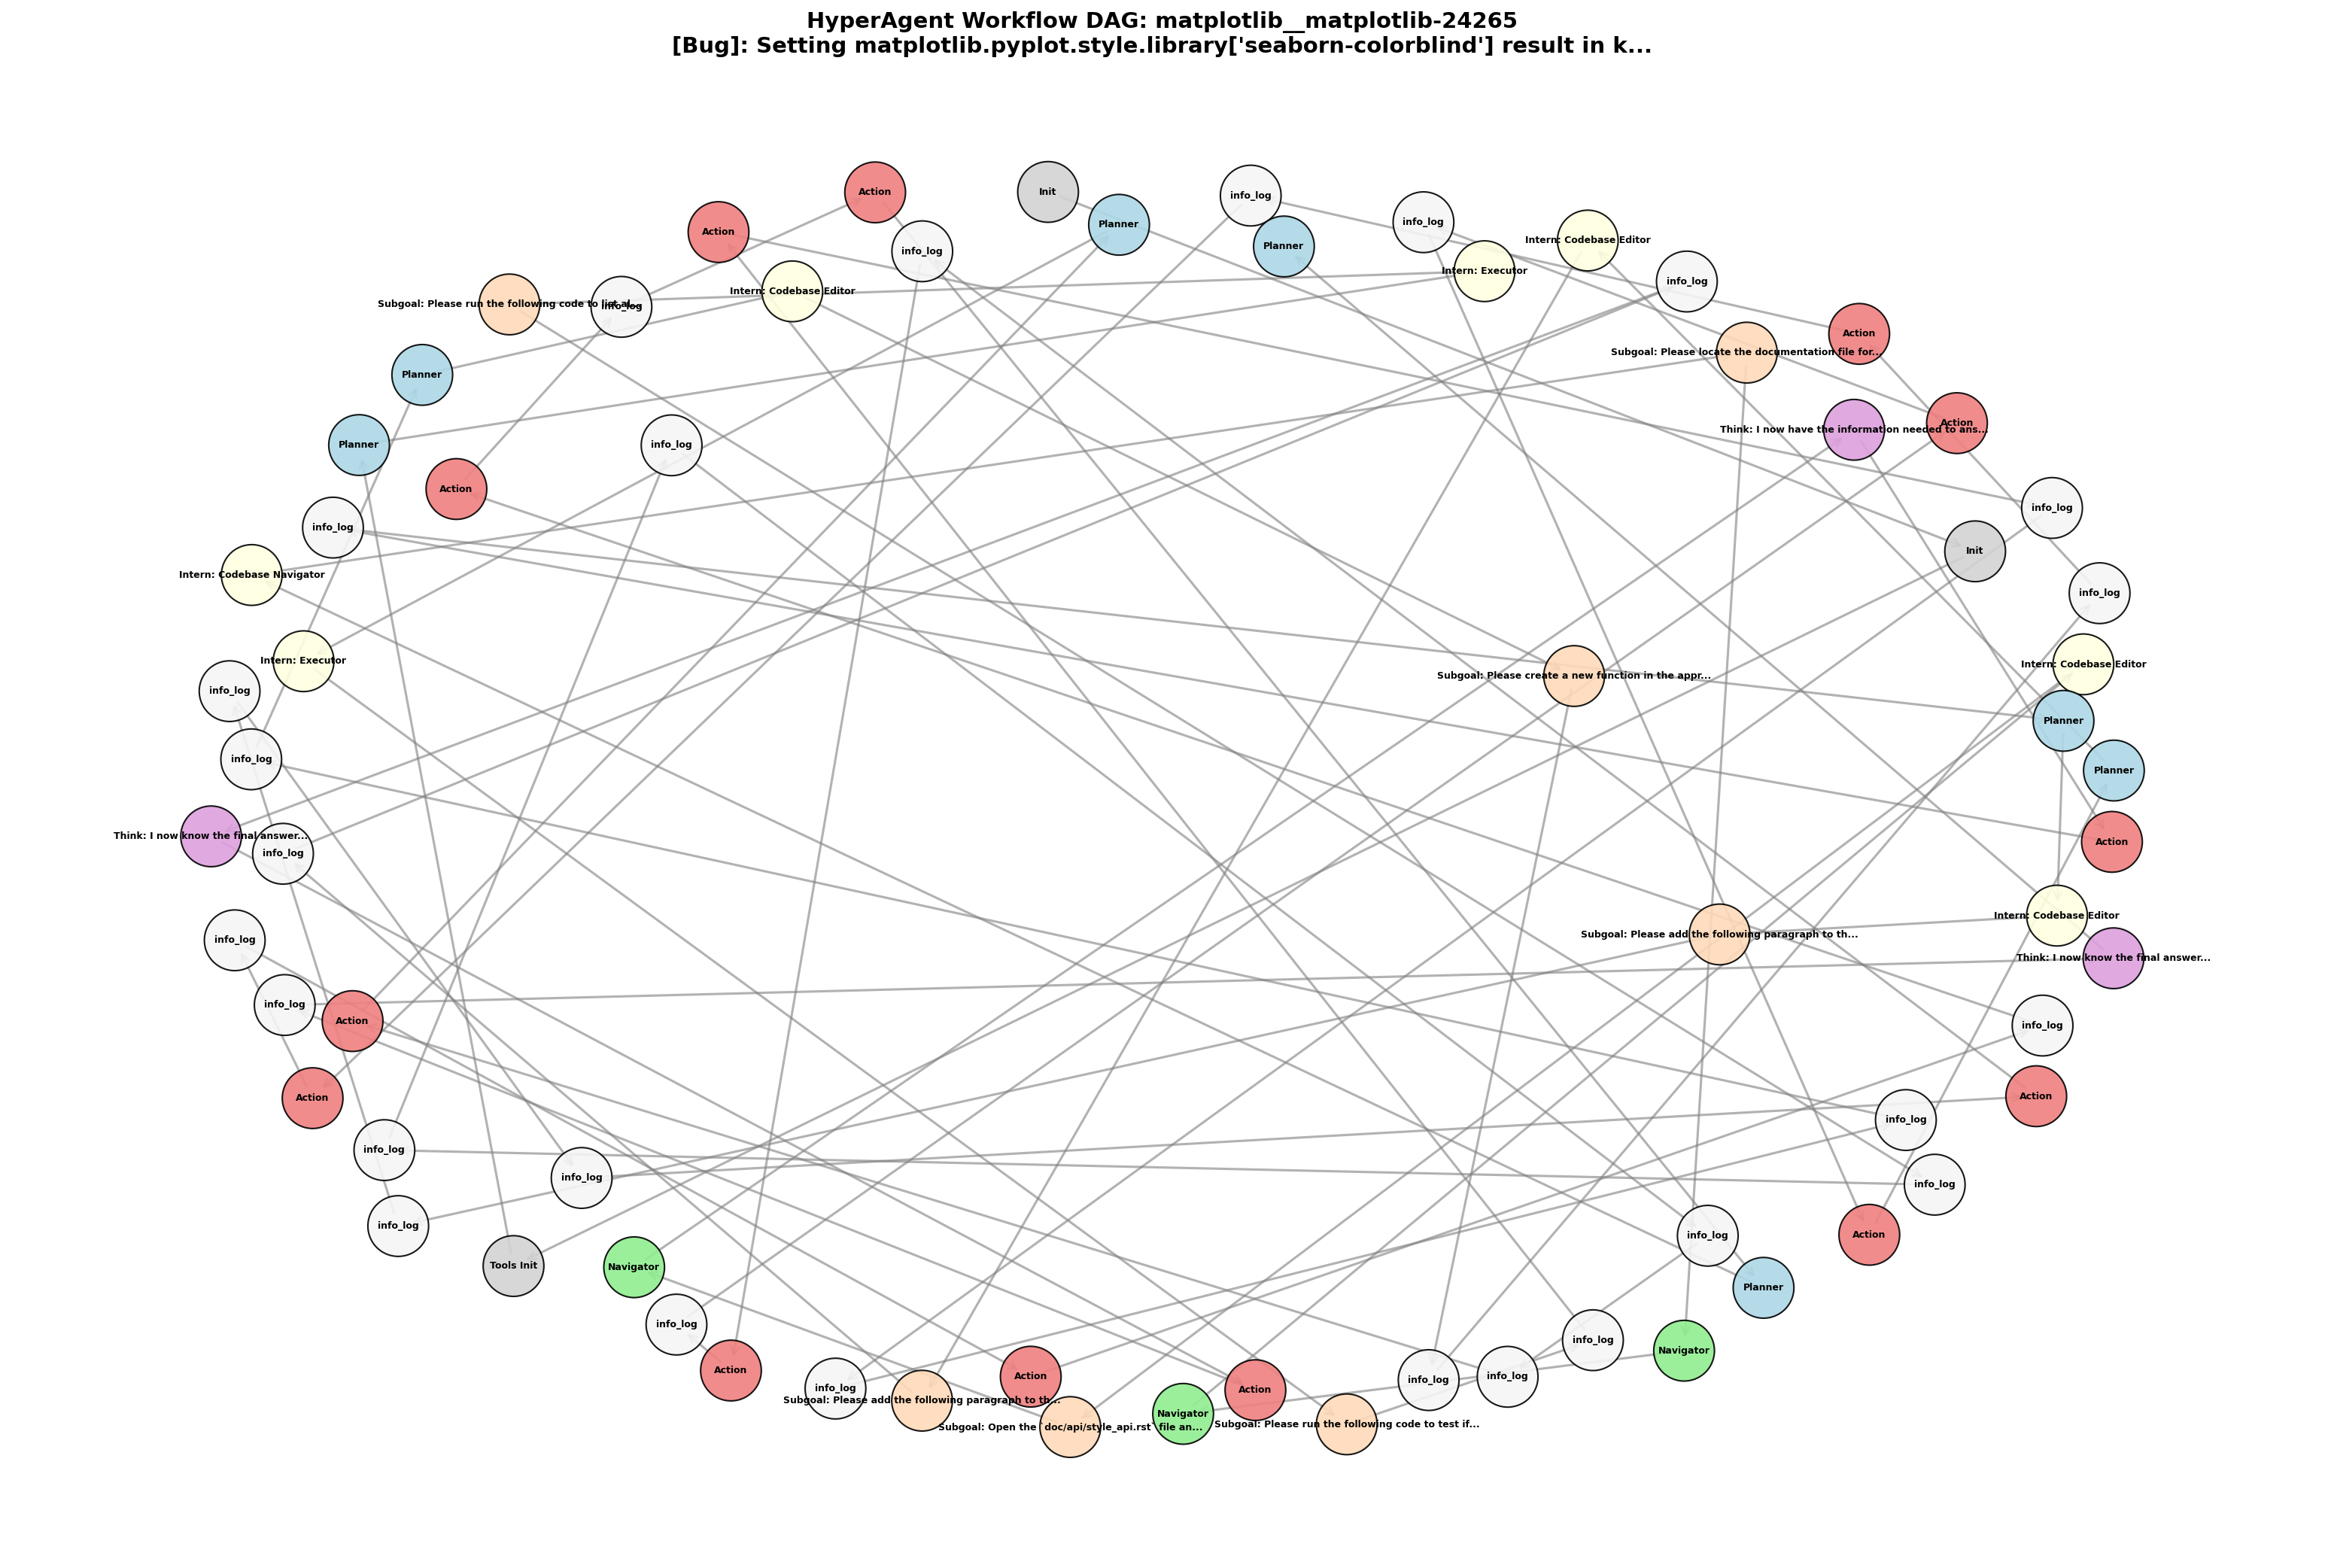 HyperAgent Workflow DAG: matplotlib__matplotlib-24265
[Bug]: Setting matplotlib.pyplot.style.library['seaborn-colorblind'] result in k...
Action
Init
info_log
Planner
info_log
Action
Intern: Codebase Editor
Planner
info_log
Intern: Executor
info_log
Intern: Codebase Editor
Subgoal: Please run the following code to list al...
info_log
Action
Subgoal: Please locate the documentation file for...
Planner
Action
Think: I now have the information needed to ans...
Planner
info_log
Action
info_log
info_log
Init
Intern: Codebase Navigator
info_log
Intern: Executor
Intern: Codebase Editor
Subgoal: Please create a new function in the appr...
info_log
Planner
info_log
Planner
Think: I now know the final answer...
Action
info_log
Intern: Codebase Editor
Subgoal: Please add the following paragraph to th...
info_log
Think: I now know the final answer...
info_log
Action
info_log
Action
Action
info_log
info_log
info_log
info_log
info_log
Action
info_log
Tools Init
Navigator
Planner
info_log
info_log
Navigator
Action
Action
info_log
info_log
info_log
Action
Subgoal: Please add the following paragraph to th...
Navigator
Subgoal: Please run the following code to test if...
Subgoal: Open the `doc/api/style_api.rst` file an...